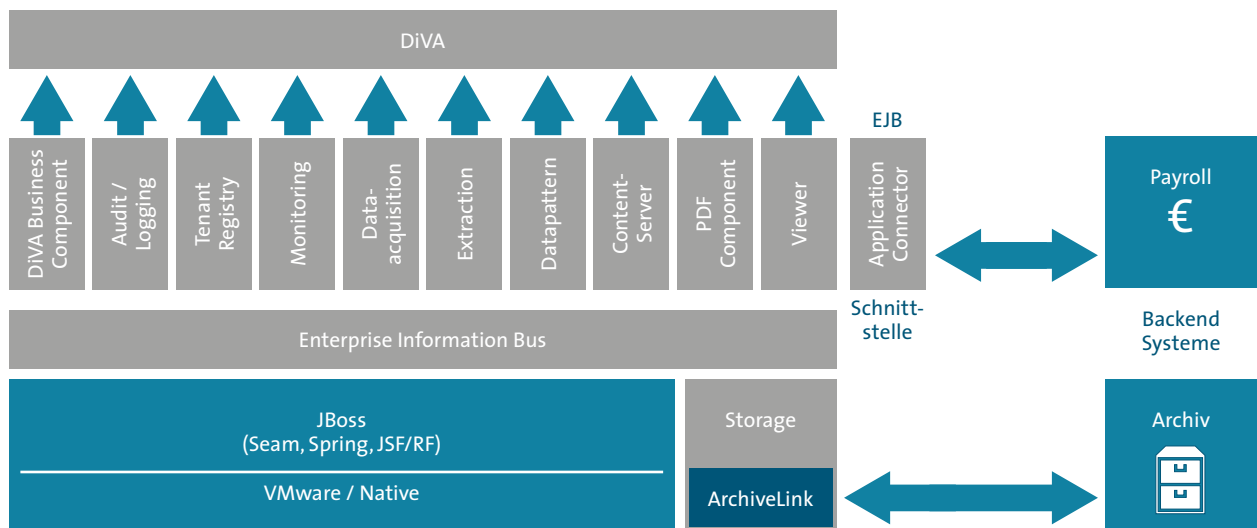 DiVA
EJB
DiVA Business
Component
Audit /
Logging
Tenant
Registry
Monitoring
Data-
acquisition
Extraction
Datapattern
Content-
Server
PDF
Component
Viewer
Application
Connector
Payroll
€
Schnitt-
stelle
Backend
Systeme
Enterprise Information Bus
JBoss
(Seam, Spring, JSF/RF)
VMware / Native
Storage
ArchiveLink
Archiv